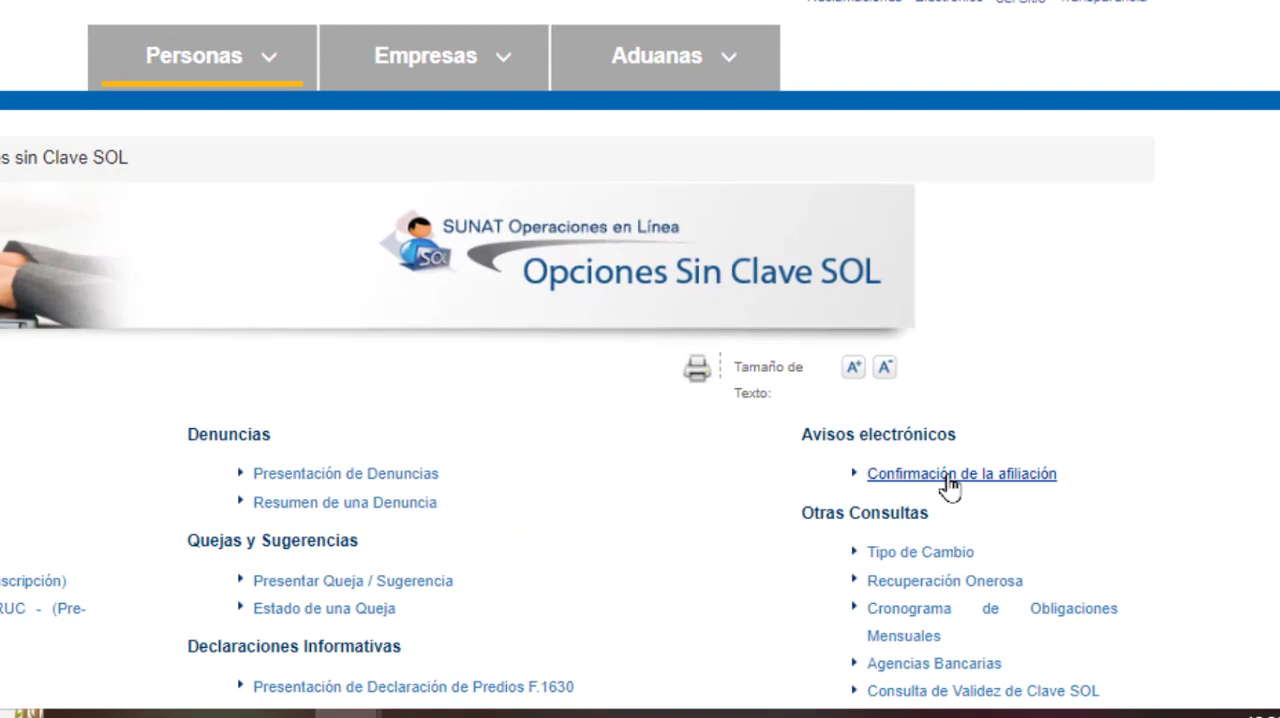 Personas
Empresas
Aduanas
es sin Clave SOL
SUNAT Operaciones en Línea
SOL
Opciones Sin Clave SOL
Tamaño de
Texto:
A+
A-
scripción)
RUC - (Pre-
Denuncias
Presentación de Denuncias
Resumen de una Denuncia
Quejas y Sugerencias
Presentar Queja / Sugerencia
Estado de una Queja
Declaraciones Informativas
Presentación de Declaración de Predios F.1630
Avisos electrónicos
Confirmación de la afiliación
Otras Consultas
Tipo de Cambio
Recuperación Onerosa
Cronograma de Obligaciones
Mensuales
Agencias Bancarias
Consulta de Validez de Clave SOL